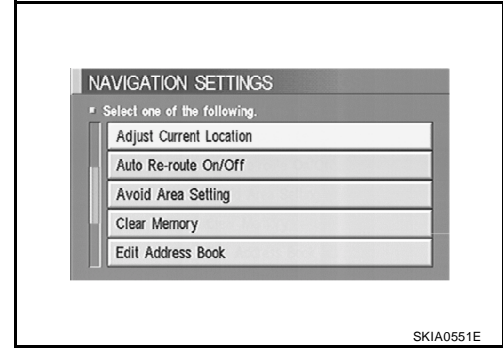 NAVIGATION SETTINGS
Select one of the following.
Adjust Current Location
Auto Re-route On/Off
Avoid Area Setting
Clear Memory
Edit Address Book
SKIA0551E